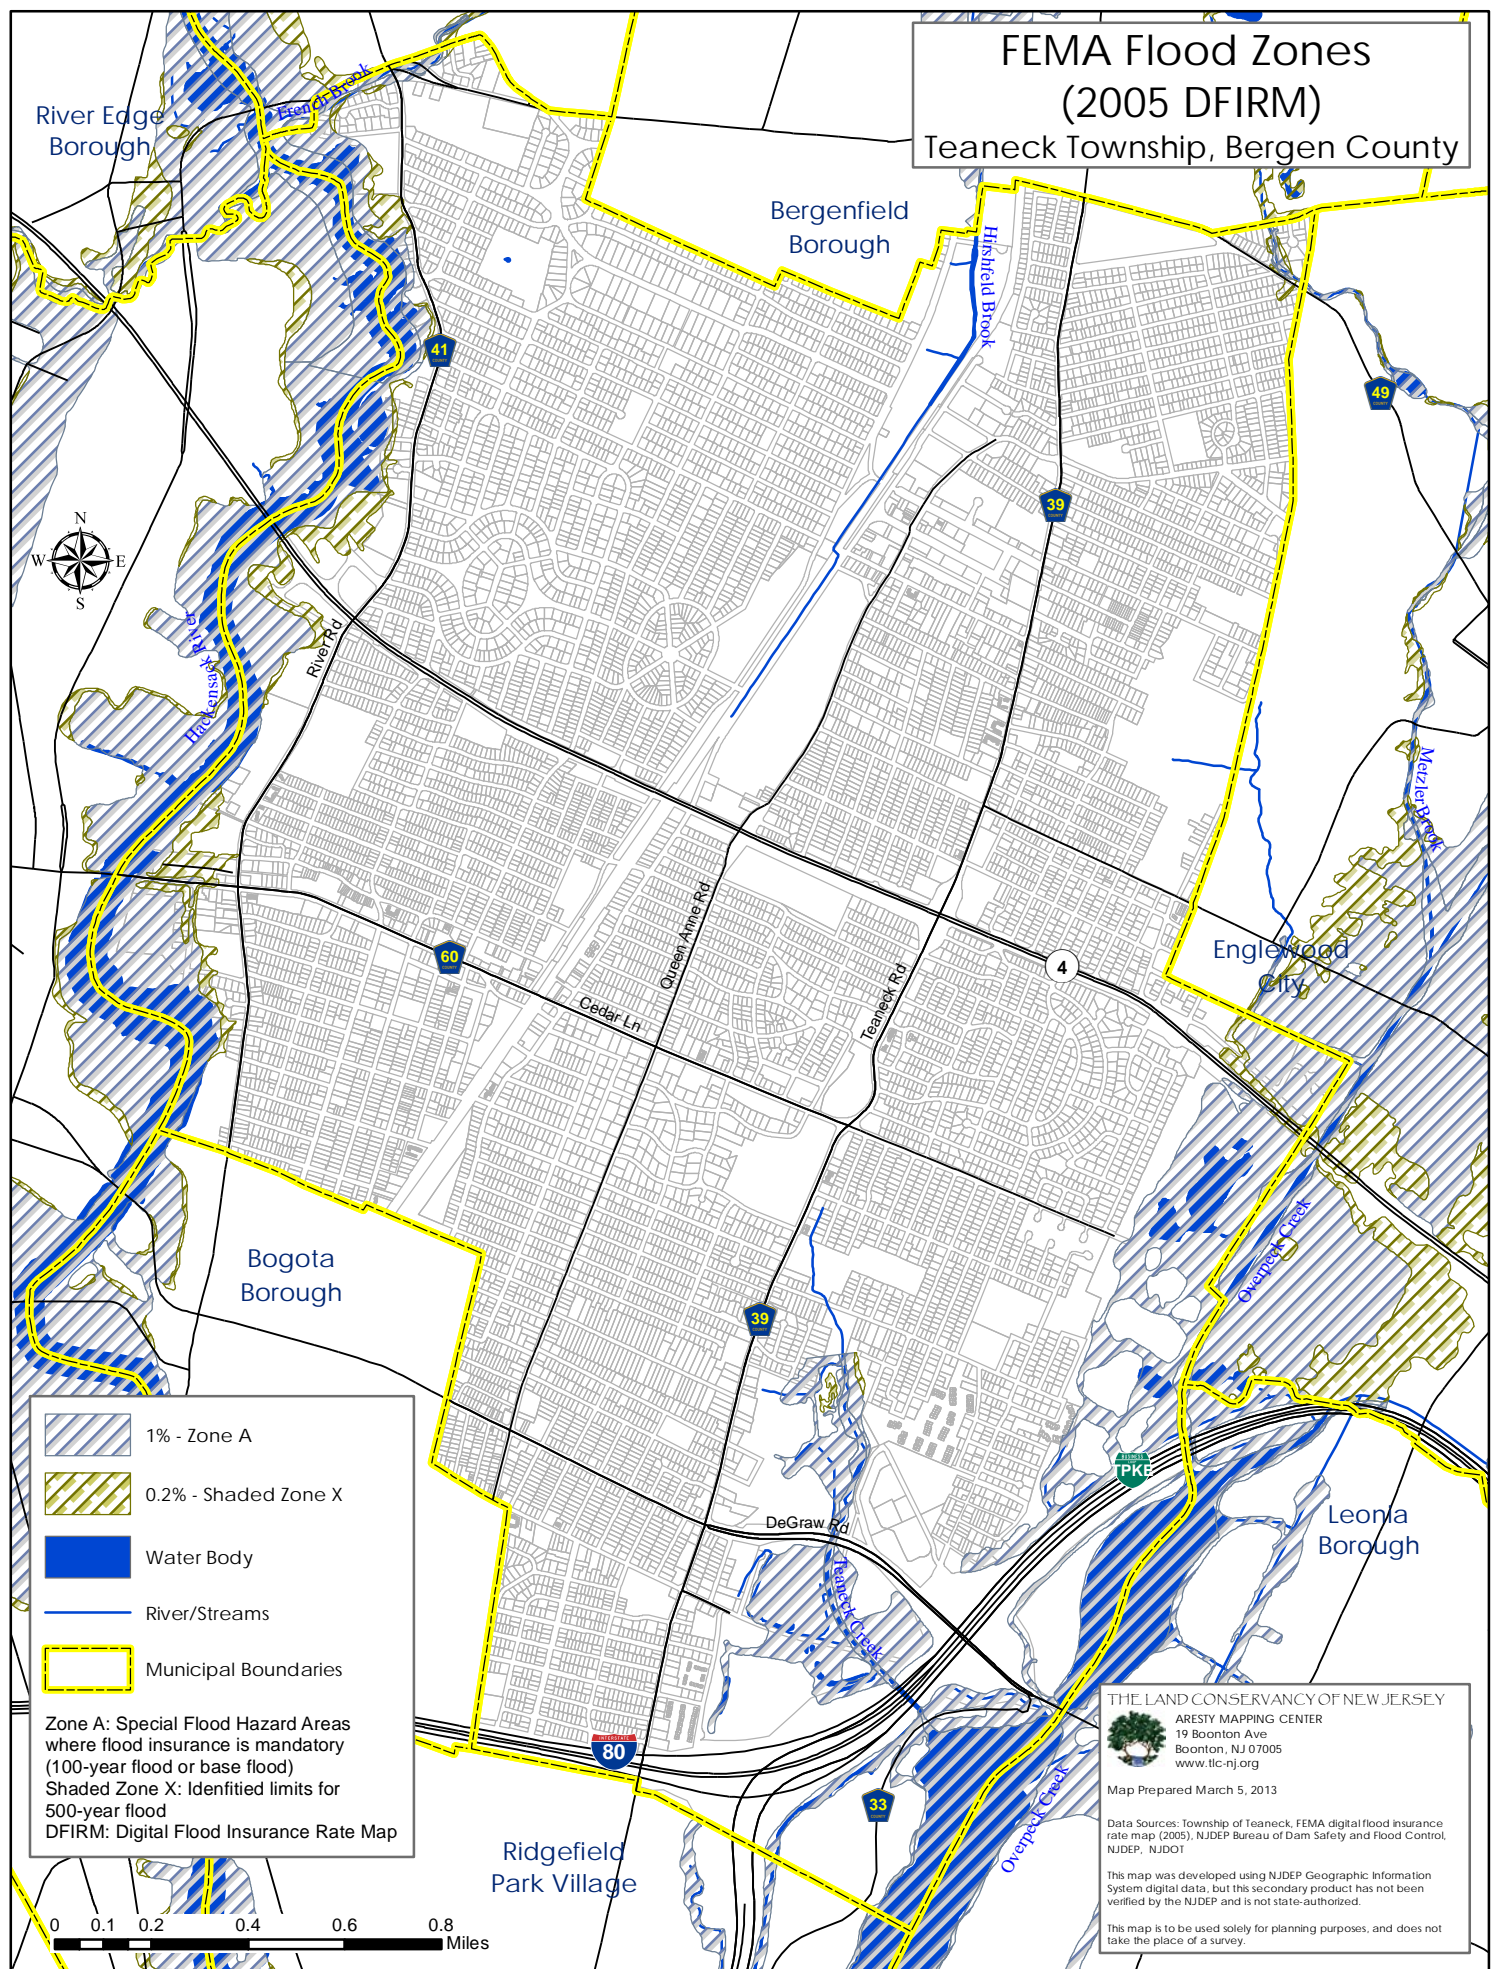 FEMA Flood Zones
(2005 DFIRM)
Teaneck Township, Bergen County
River Edge
Borough
French Brook
Bergenfield
Borough
Hirshfeld Brook
41
COUNTY
49
COUNTY
39
COUNTY
N
W E
S
Hackensack River
River Rd
Metzler Brook
Queen Anne Rd
60
COUNTY
Cedar Ln
Teaneck Rd
4
Englewood
City
Overpeck Creek
Bogota
Borough
39
COUNTY
BUSINESS
TPKE
Leonia
Borough
DeGraw Rd
Teaneck Creek
INTERSTATE
80
33
COUNTY
Overpeck Creek
Ridgefield
Park Village
1% - Zone A
0.2% - Shaded Zone X
Water Body
River/Streams
Municipal Boundaries
Zone A: Special Flood Hazard Areas
where flood insurance is mandatory
(100-year flood or base flood)
Shaded Zone X: Idenfitied limits for
500-year flood
DFIRM: Digital Flood Insurance Rate Map
0 0.1 0.2 0.4 0.6 0.8
Miles
THE LAND CONSERVANCY OF NEW JERSEY
ARESTY MAPPING CENTER
19 Boonton Ave
Boonton, NJ 07005
www.tlc-nj.org
Map Prepared March 5, 2013
Data Sources: Township of Teaneck, FEMA digital flood insurance
rate map (2005), NJDEP Bureau of Dam Safety and Flood Control,
NJDEP, NJDOT
This map was developed using NJDEP Geographic Information
System digital data, but this secondary product has not been
verified by the NJDEP and is not state-authorized.
This map is to be used solely for planning purposes, and does not
take the place of a survey.